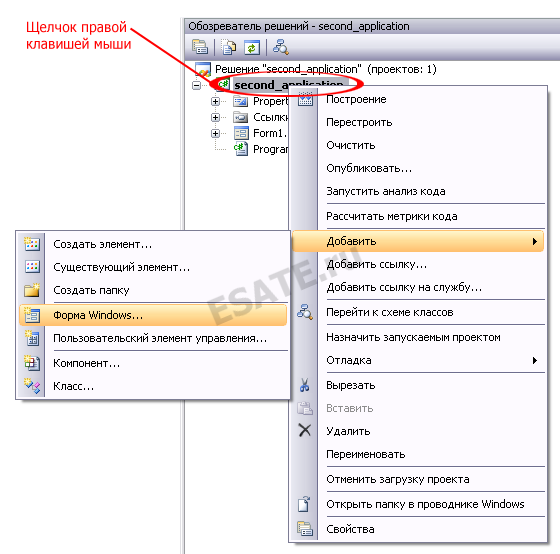 Щелчок правой
клавишей мыши
Обозреватель решений - second_application
Решение "second_application" (проектов: 1)
second_application
Propert
Ссылки
Form1.
Program
Построение
Перестроить
Очистить
Опубликовать...
Запустить анализ кода
Рассчитать метрики кода
Добавить
Добавить ссылку...
Добавить ссылку на службу...
Перейти к схеме классов
Назначить запускаемым проектом
Отладка
Вырезать
Вставить
Удалить
Переименовать
Отменить загрузку проекта
Открыть папку в проводнике Windows
Свойства
Создать элемент...
Существующий элемент...
Создать папку
Форма Windows...
Пользовательский элемент управления...
Компонент...
Класс...
ESATE.ru